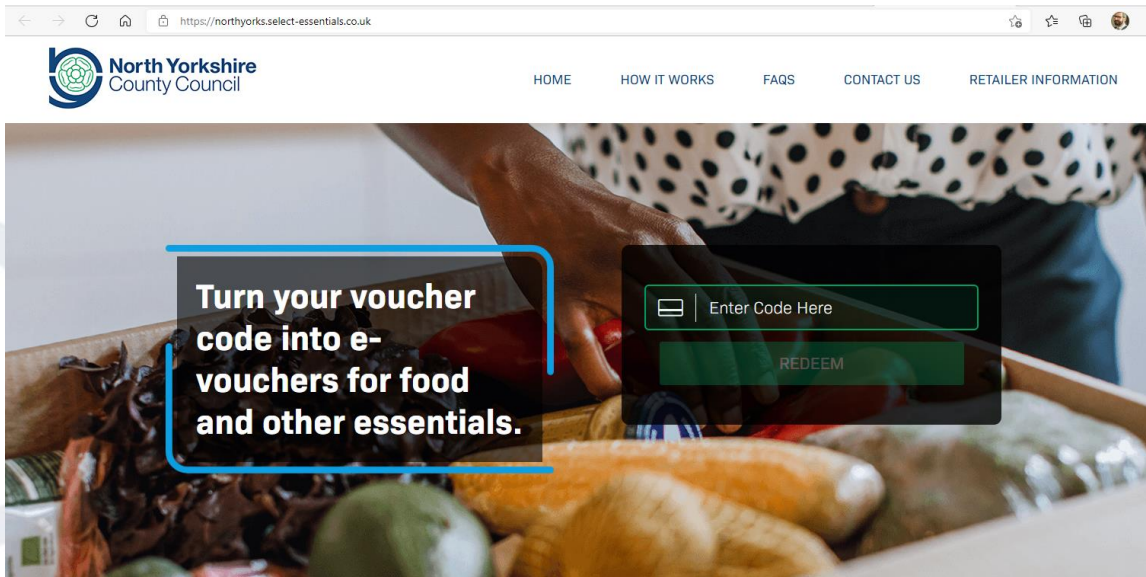 https://northyorks.select-essentials.co.uk
North Yorkshire
County Council
HOME HOW IT WORKS FAQS CONTACT US RETAILER INFORMATION
Turn your voucher
code into e-
vouchers for food
and other essentials.
Enter Code Here
REDEEM